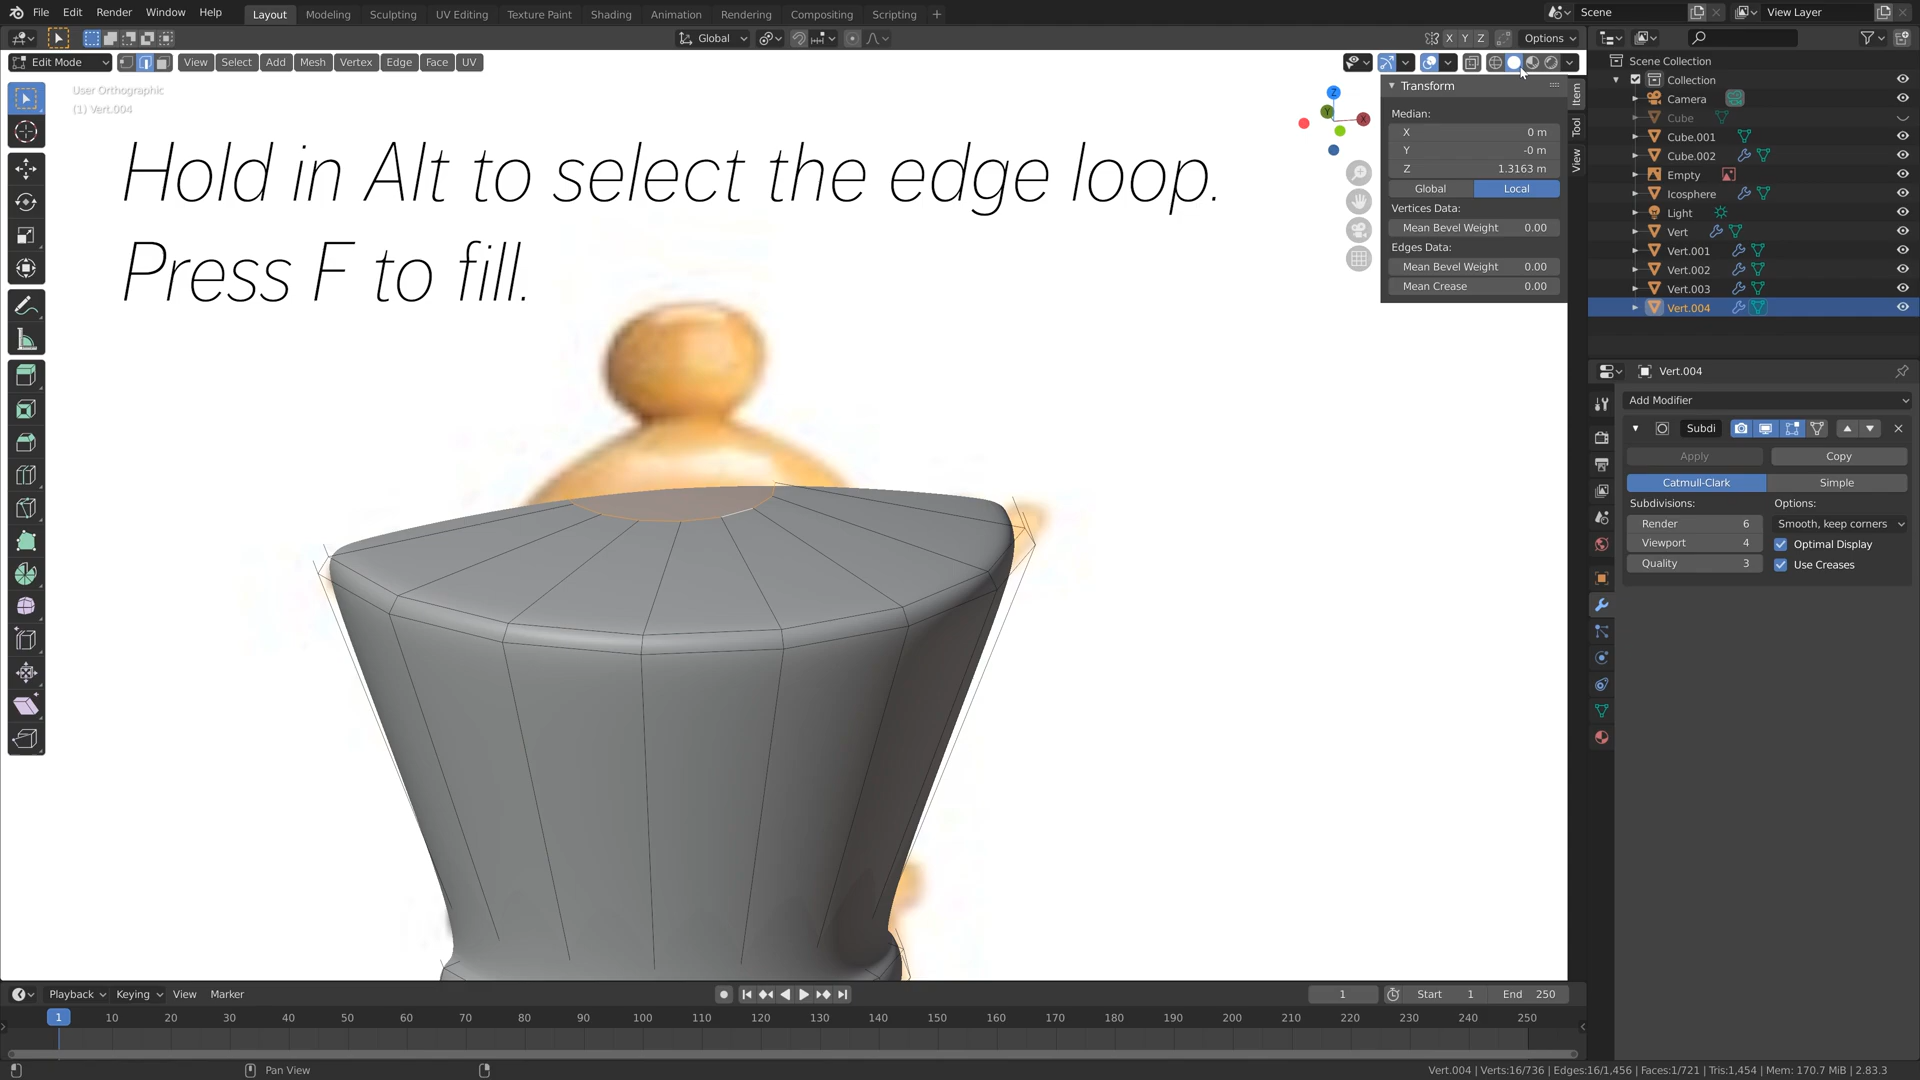 File Edit Render Window Help Layout Modeling Sculpting UV Editing Texture Paint Shading Animation Rendering Compositing Scripting + Scene View Layer
Global X Y Z Options
Edit Mode View Select Add Mesh Vertex Edge Face UV
User Orthographic
(1) Vert.004
Hold in Alt to select the edge loop.
Press F to fill.
Z
Y
X
Transform
Median:
X 0 m
Y -0 m
Z 1.3163 m
Global Local
Vertices Data:
Mean Bevel Weight 0.00
Edges Data:
Mean Bevel Weight 0.00
Mean Crease 0.00
Item
Tool
View
Scene Collection
Collection
Camera
Cube
Cube.001
Cube.002
Empty
Icosphere
Light
Vert
Vert.001
Vert.002
Vert.003
Vert.004
Vert.004
Add Modifier
Subdi
Apply Copy
Catmull-Clark Simple
Subdivisions: Options:
Render 6 Smooth, keep corners
Viewport 4 Optimal Display
Quality 3 Use Creases
Playback Keying View Marker 1 Start 1 End 250
1 10 20 30 40 50 60 70 80 90 100 110 120 130 140 150 160 170 180 190 200 210 220 230 240 250
Pan View
Vert.004 | Verts:16/736 | Edges:16/1,456 | Faces:1/721 | Tris:1,454 | Mem: 170.7 MiB | 2.83.3